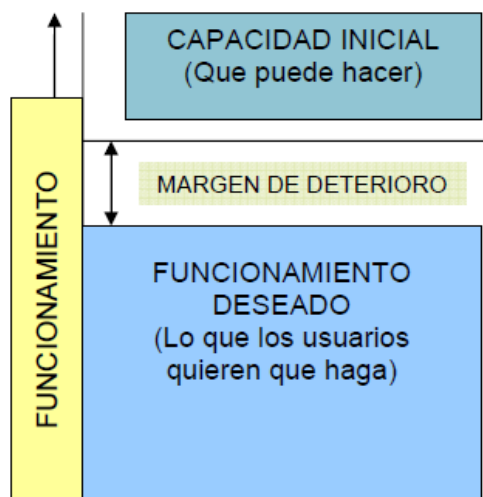 CAPACIDAD INICIAL
(Que puede hacer)
MARGEN DE DETERIORO
FUNCIONAMIENTO
FUNCIONAMIENTO
DESEADO
(Lo que los usuarios
quieren que haga)